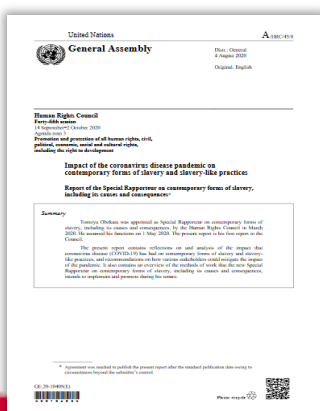 United Nations
A/HRC/45/8
General Assembly
Distr.: General
4 August 2020
Original: English
Human Rights Council
Forty-fifth session
14 September–2 October 2020
Agenda item 3
Promotion and protection of all human rights, civil,
political, economic, social and cultural rights,
including the right to development
Impact of the coronavirus disease pandemic on
contemporary forms of slavery and slavery-like practices
Report of the Special Rapporteur on contemporary forms of slavery,
including its causes and consequences*
Summary
Tomoya Obokata was appointed as Special Rapporteur on contemporary forms of
slavery, including its causes and consequences, by the Human Rights Council in March
2020. He assumed his functions on 1 May 2020. The present report is his first report to the
Council.
The present report contains reflections on and analysis of the impact that
coronavirus disease (COVID-19) has had on contemporary forms of slavery and slavery-
like practices, and recommendations on how various stakeholders could mitigate the impact
of the pandemic. It also contains an overview of the methods of work that the new Special
Rapporteur on contemporary forms of slavery, including its causes and consequences,
intends to implement and pursue during his tenure.
* Agreement was reached to publish the present report after the standard publication date owing to
circumstances beyond the submitter's control.
GE.20-10405(E)
Please recycle